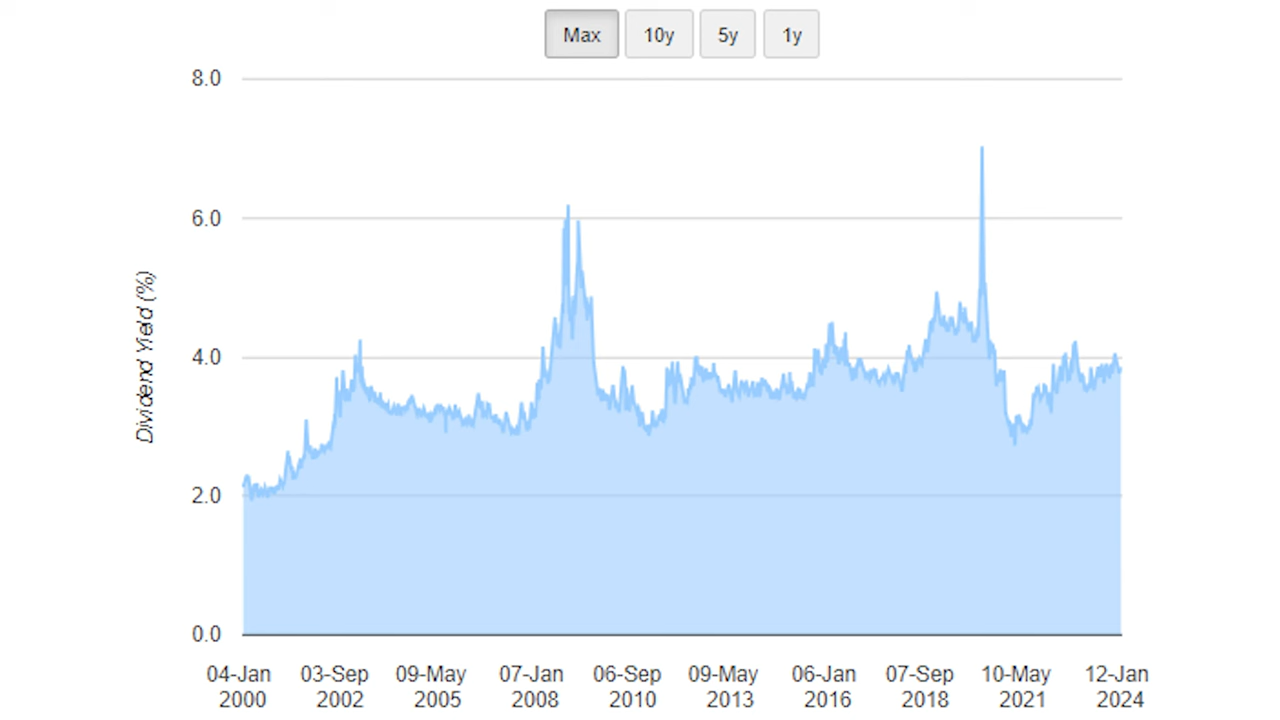 Max 10y 5y 1y
8.0
6.0
4.0
2.0
0.0
Dividend Yield (%)
04-Jan 03-Sep 09-May 07-Jan 06-Sep 09-May 06-Jan 07-Sep 10-May 12-Jan
2000 2002 2005 2008 2010 2013 2016 2018 2021 2024